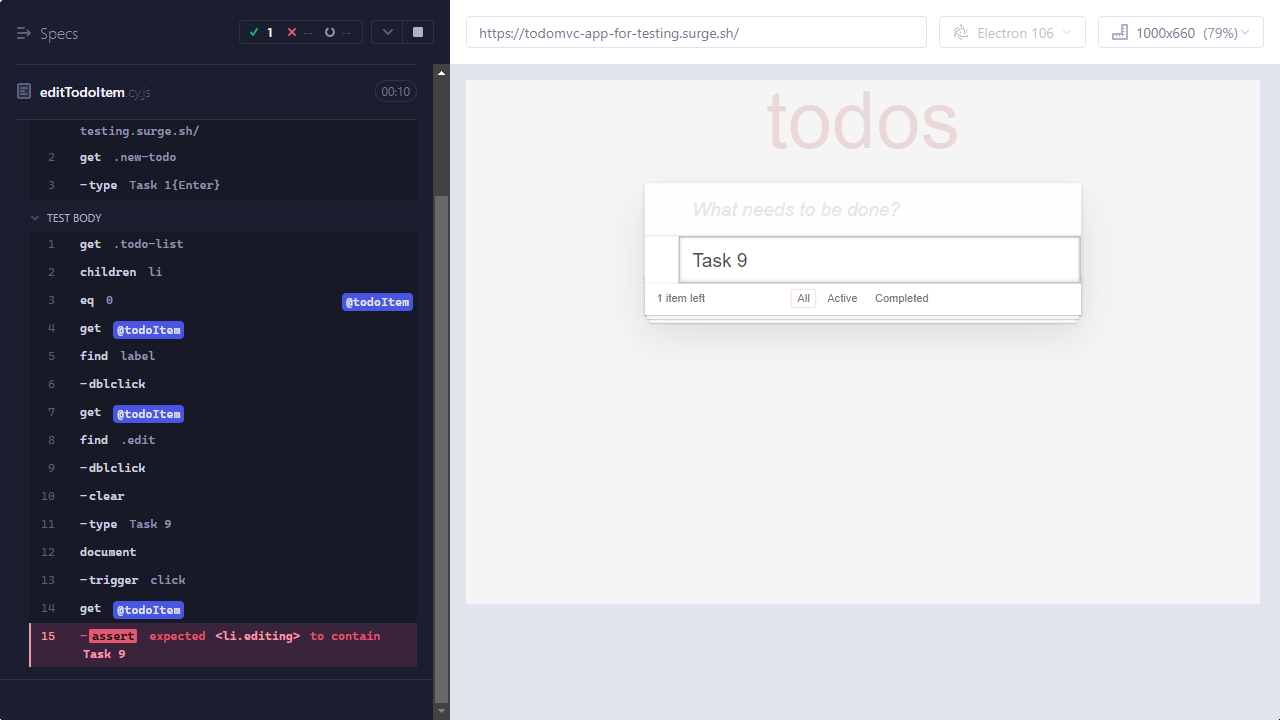 Specs
1
--
--
editTodoItem.cy.js
00:10
testing.surge.sh/
2 get .new-todo
3 -type Task 1{Enter}
TEST BODY
1 get .todo-list
2 children li
3 eq 0 @todoItem
4 get @todoItem
5 find label
6 -dblclick
7 get @todoItem
8 find .edit
9 -dblclick
10 -clear
11 -type Task 9
12 document
13 -trigger click
14 get @todoItem
15 -assert expected <li.editing> to contain
Task 9
https://todomvc-app-for-testing.surge.sh/
Electron 106
1000x660 (79%)
todos
What needs to be done?
Task 9
1 item left
All
Active
Completed